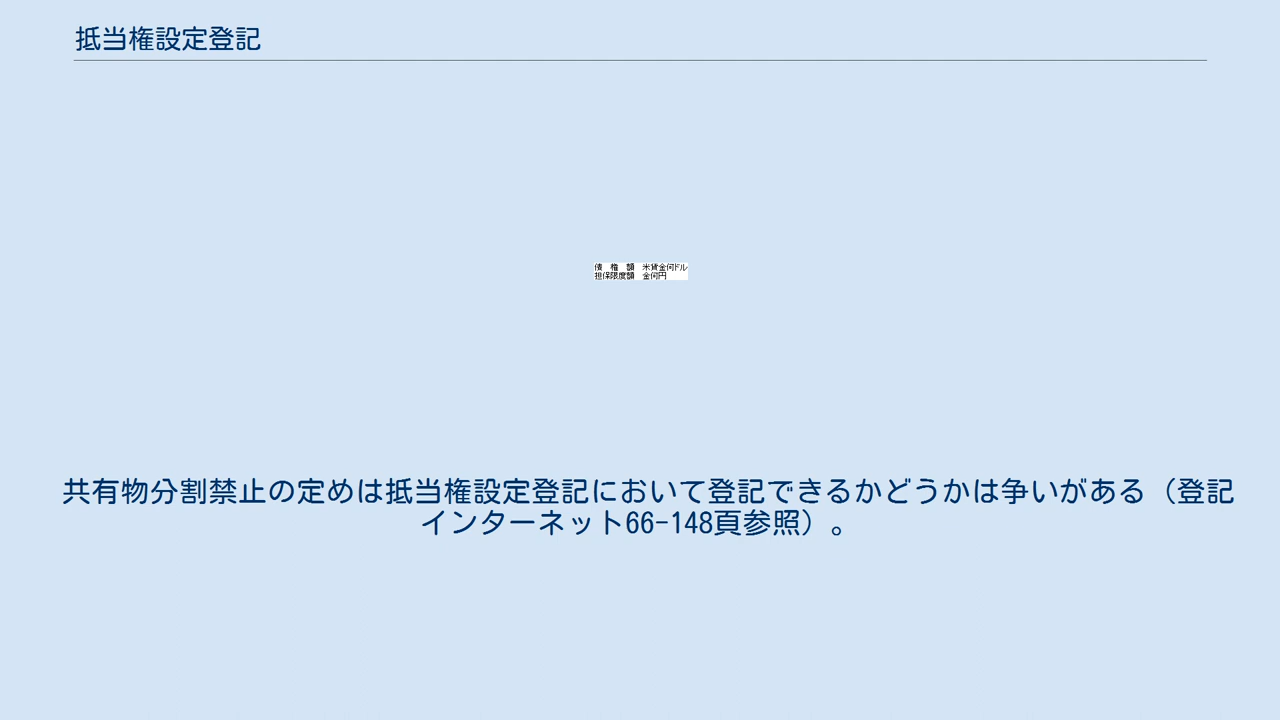 抵当権設定登記
債　権　額　米貨金何ドル
担保限度額　金何円
共有物分割禁止の定めは抵当権設定登記において登記できるかどうかは争いがある（登記
インターネット66-148頁参照）。